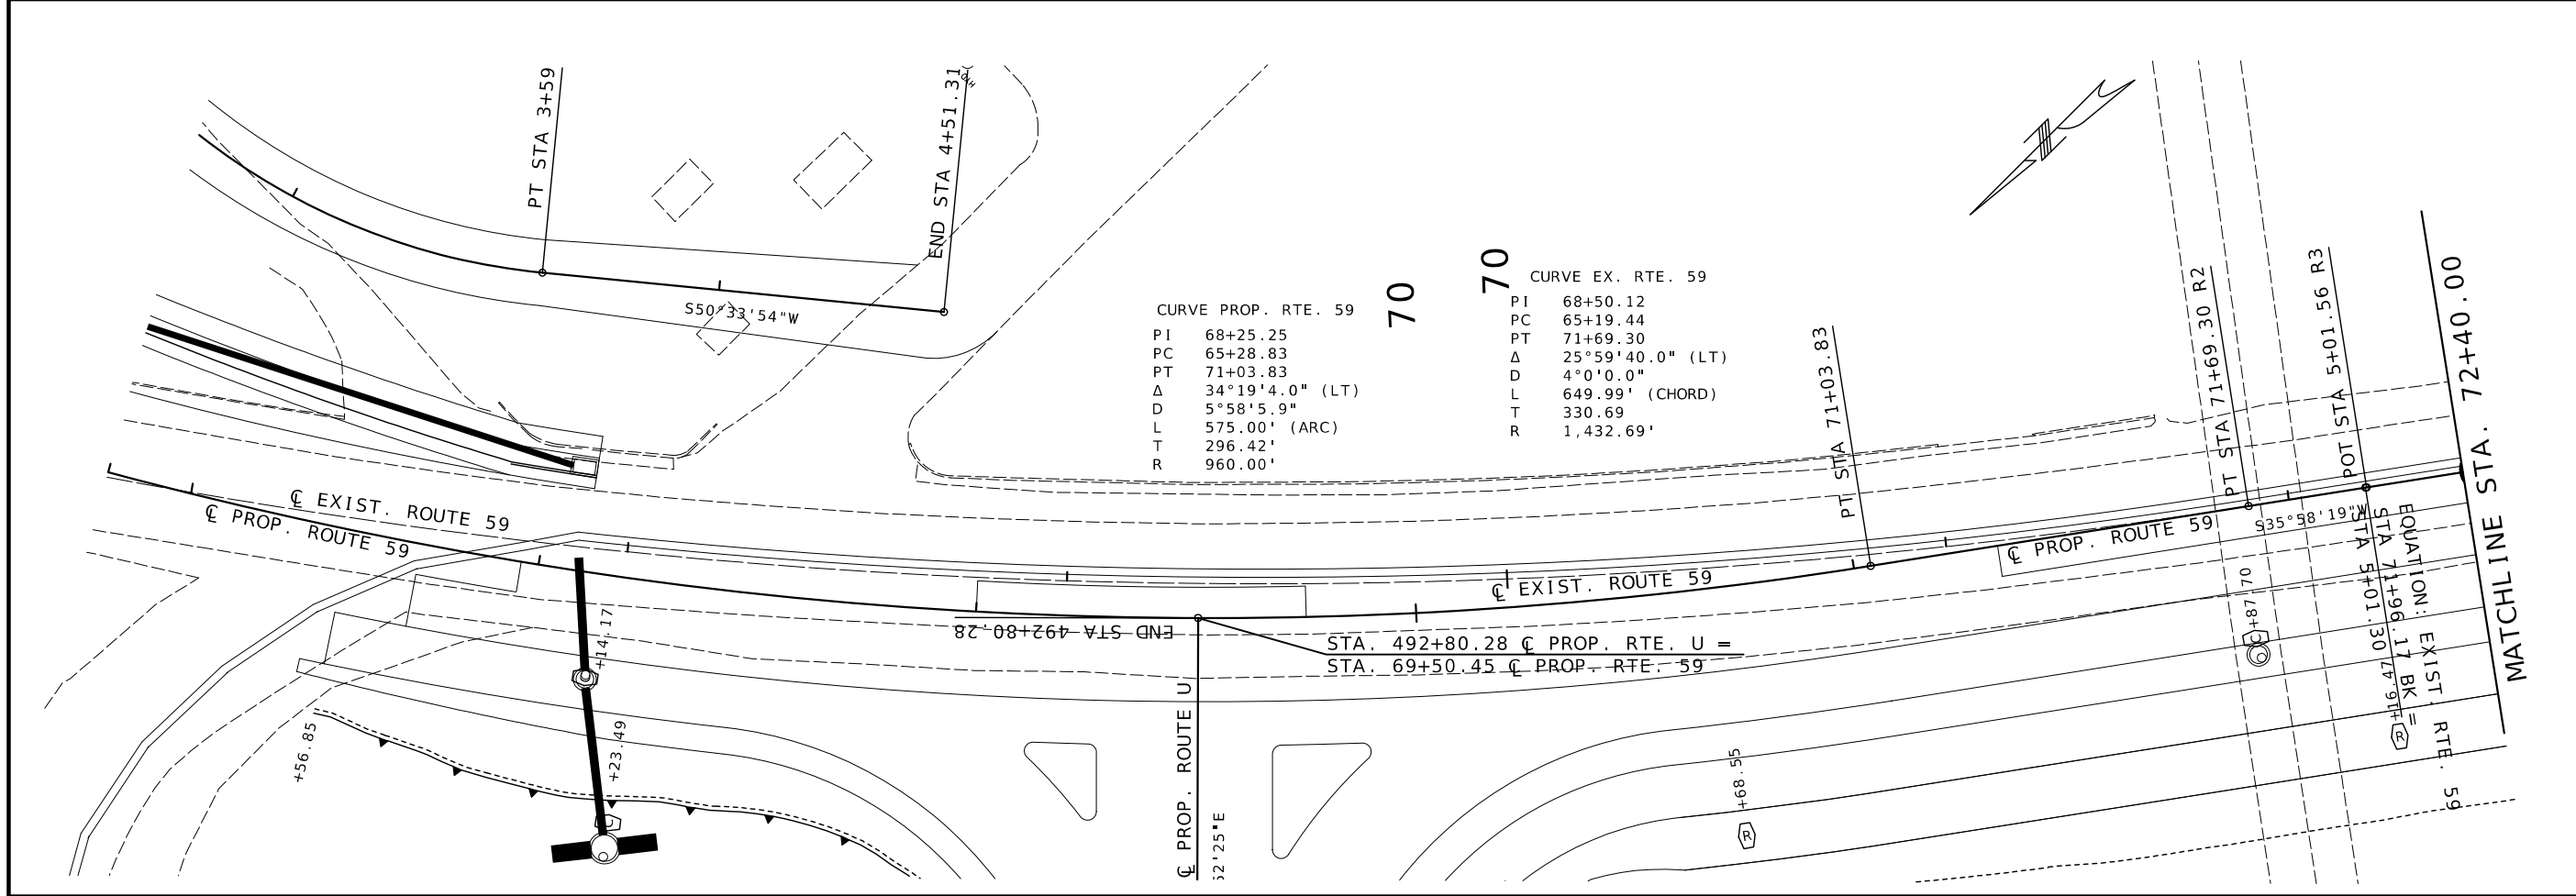 PT STA 3+59
END STA 4+51.31
S50°33'54"W
CURVE PROP. RTE. 59
PI 68+25.25
PC 65+28.83
PT 71+03.83
Δ 34°19'4.0" (LT)
D 5°58'5.9"
L 575.00' (ARC)
T 296.42'
R 960.00'
70
70
CURVE EX. RTE. 59
PI 68+50.12
PC 65+19.44
PT 71+69.30
Δ 25°59'40.0" (LT)
D 4°0'0.0"
L 649.99' (CHORD)
T 330.69
R 1,432.69'
PT STA 71+03.83
PT STA 71+69.30 R2
POT STA 5+01.56 R3
MATCHLINE STA. 72+40.00
℄ EXIST. ROUTE 59
℄ PROP. ROUTE 59
℄ EXIST. ROUTE 59
℄ PROP. ROUTE 59
S35°58'19"W
EQUATION: EXIST. RTE. 59
STA 71+96.17 BK =
STA 5+01.30
END STA 492+80.28
STA. 492+80.28 ℄ PROP. RTE. U =
STA. 69+50.45 ℄ PROP. RTE. 59
℄ PROP. ROUTE U
52'25"E
+14.17
+23.49
+56.85
+68.55
R
+87.70
+16.47
R